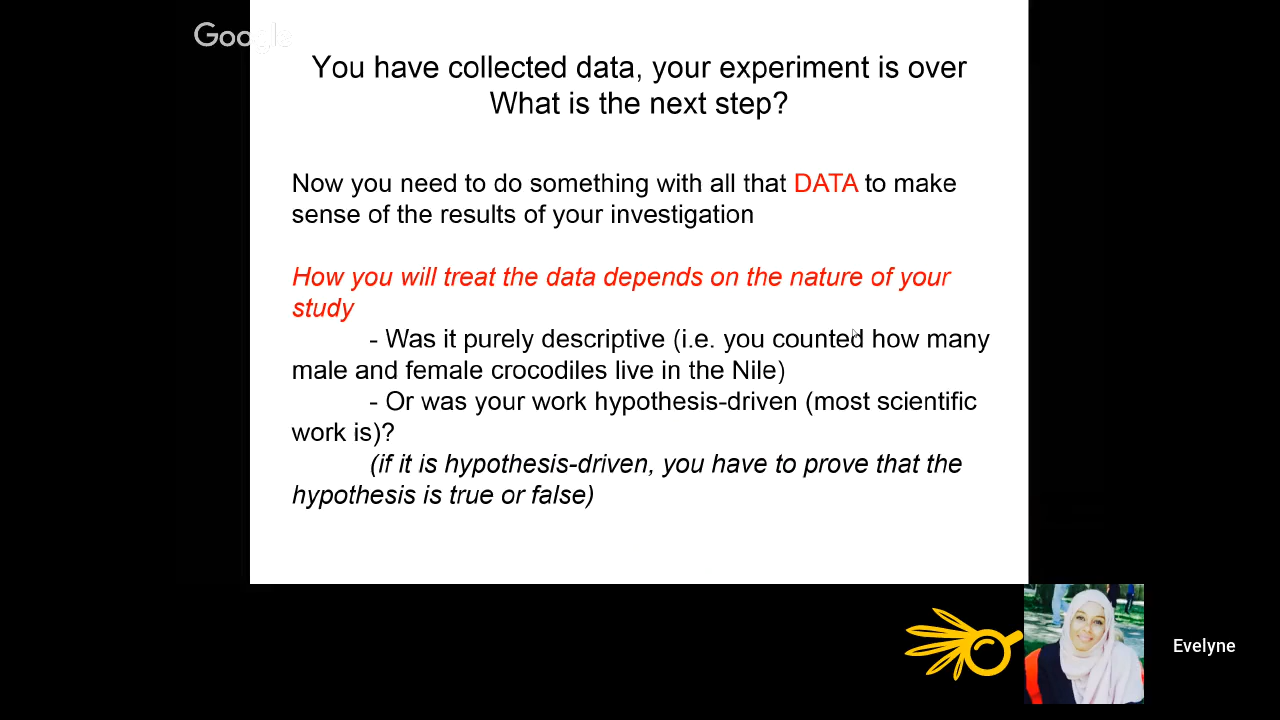 Google
You have collected data, your experiment is over
What is the next step?
Now you need to do something with all that DATA to make
sense of the results of your investigation
How you will treat the data depends on the nature of your
study
- Was it purely descriptive (i.e. you counted how many
male and female crocodiles live in the Nile)
- Or was your work hypothesis-driven (most scientific
work is)?
(if it is hypothesis-driven, you have to prove that the
hypothesis is true or false)
Evelyne